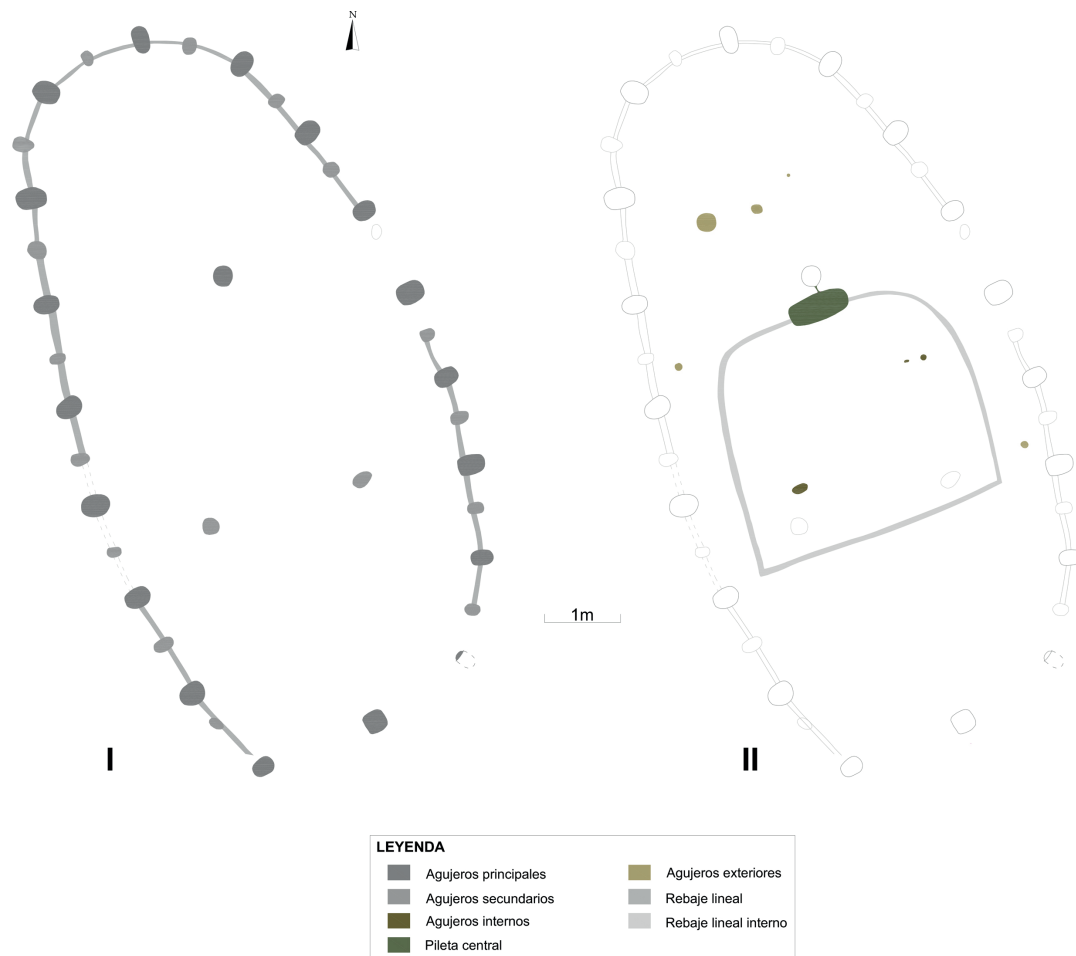 N
1m
I
II
LEYENDA
Agujeros principales
Agujeros secundarios
Agujeros internos
Pileta central
Agujeros exteriores
Rebaje lineal
Rebaje lineal interno